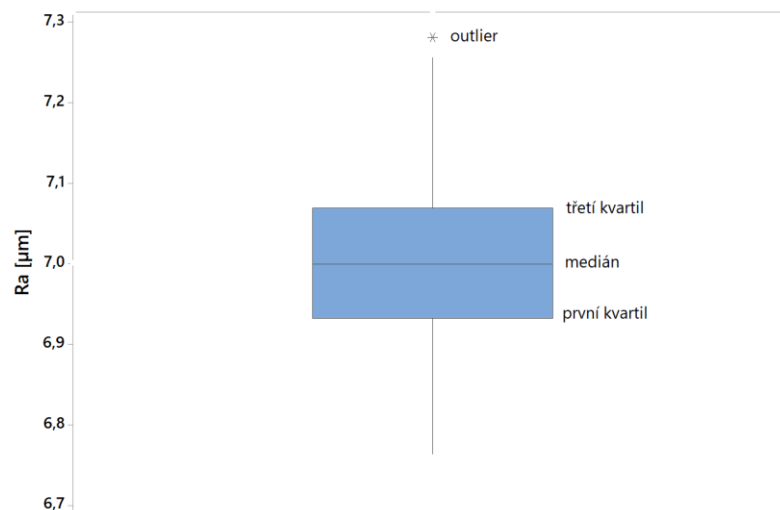 7,3
outlier
7,2
7,1
třetí kvartil
7,0
medián
Ra [µm]
první kvartil
6,9
6,8
6,7